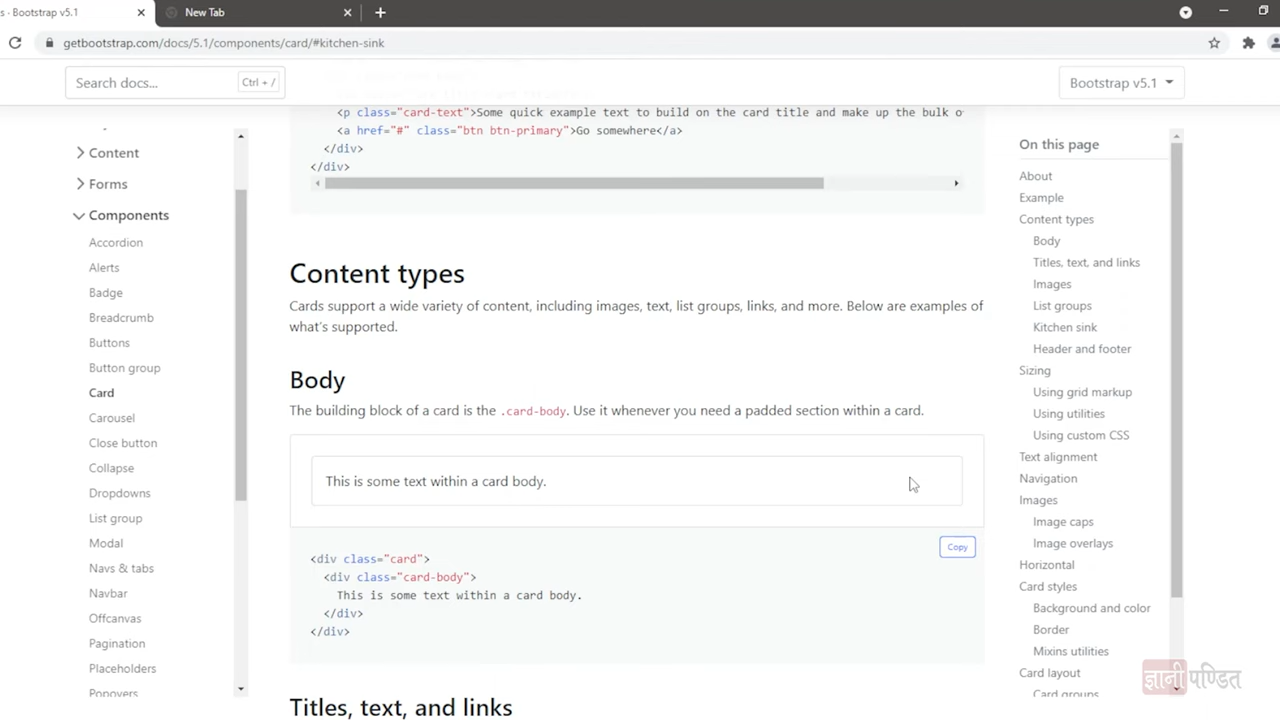 s - Bootstrap v5.1
New Tab
getbootstrap.com/docs/5.1/components/card/#kitchen-sink
Search docs...
Ctrl + /
Bootstrap v5.1
Content
Forms
Components
Accordion
Alerts
Badge
Breadcrumb
Buttons
Button group
Card
Carousel
Close button
Collapse
Dropdowns
List group
Modal
Navs & tabs
Navbar
Offcanvas
Pagination
Placeholders
Popovers
<p class="card-text">Some quick example text to build on the card title and make up the bulk o
<a href="#" class="btn btn-primary">Go somewhere</a>
</div>
</div>
Content types
Cards support a wide variety of content, including images, text, list groups, links, and more. Below are examples of
what's supported.
Body
The building block of a card is the .card-body. Use it whenever you need a padded section within a card.
This is some text within a card body.
Copy
<div class="card">
<div class="card-body">
This is some text within a card body.
</div>
</div>
Titles, text, and links
On this page
About
Example
Content types
Body
Titles, text, and links
Images
List groups
Kitchen sink
Header and footer
Sizing
Using grid markup
Using utilities
Using custom CSS
Text alignment
Navigation
Images
Image caps
Image overlays
Horizontal
Card styles
Background and color
Border
Mixins utilities
Card layout
Card groups
ज्ञानी पण्डित